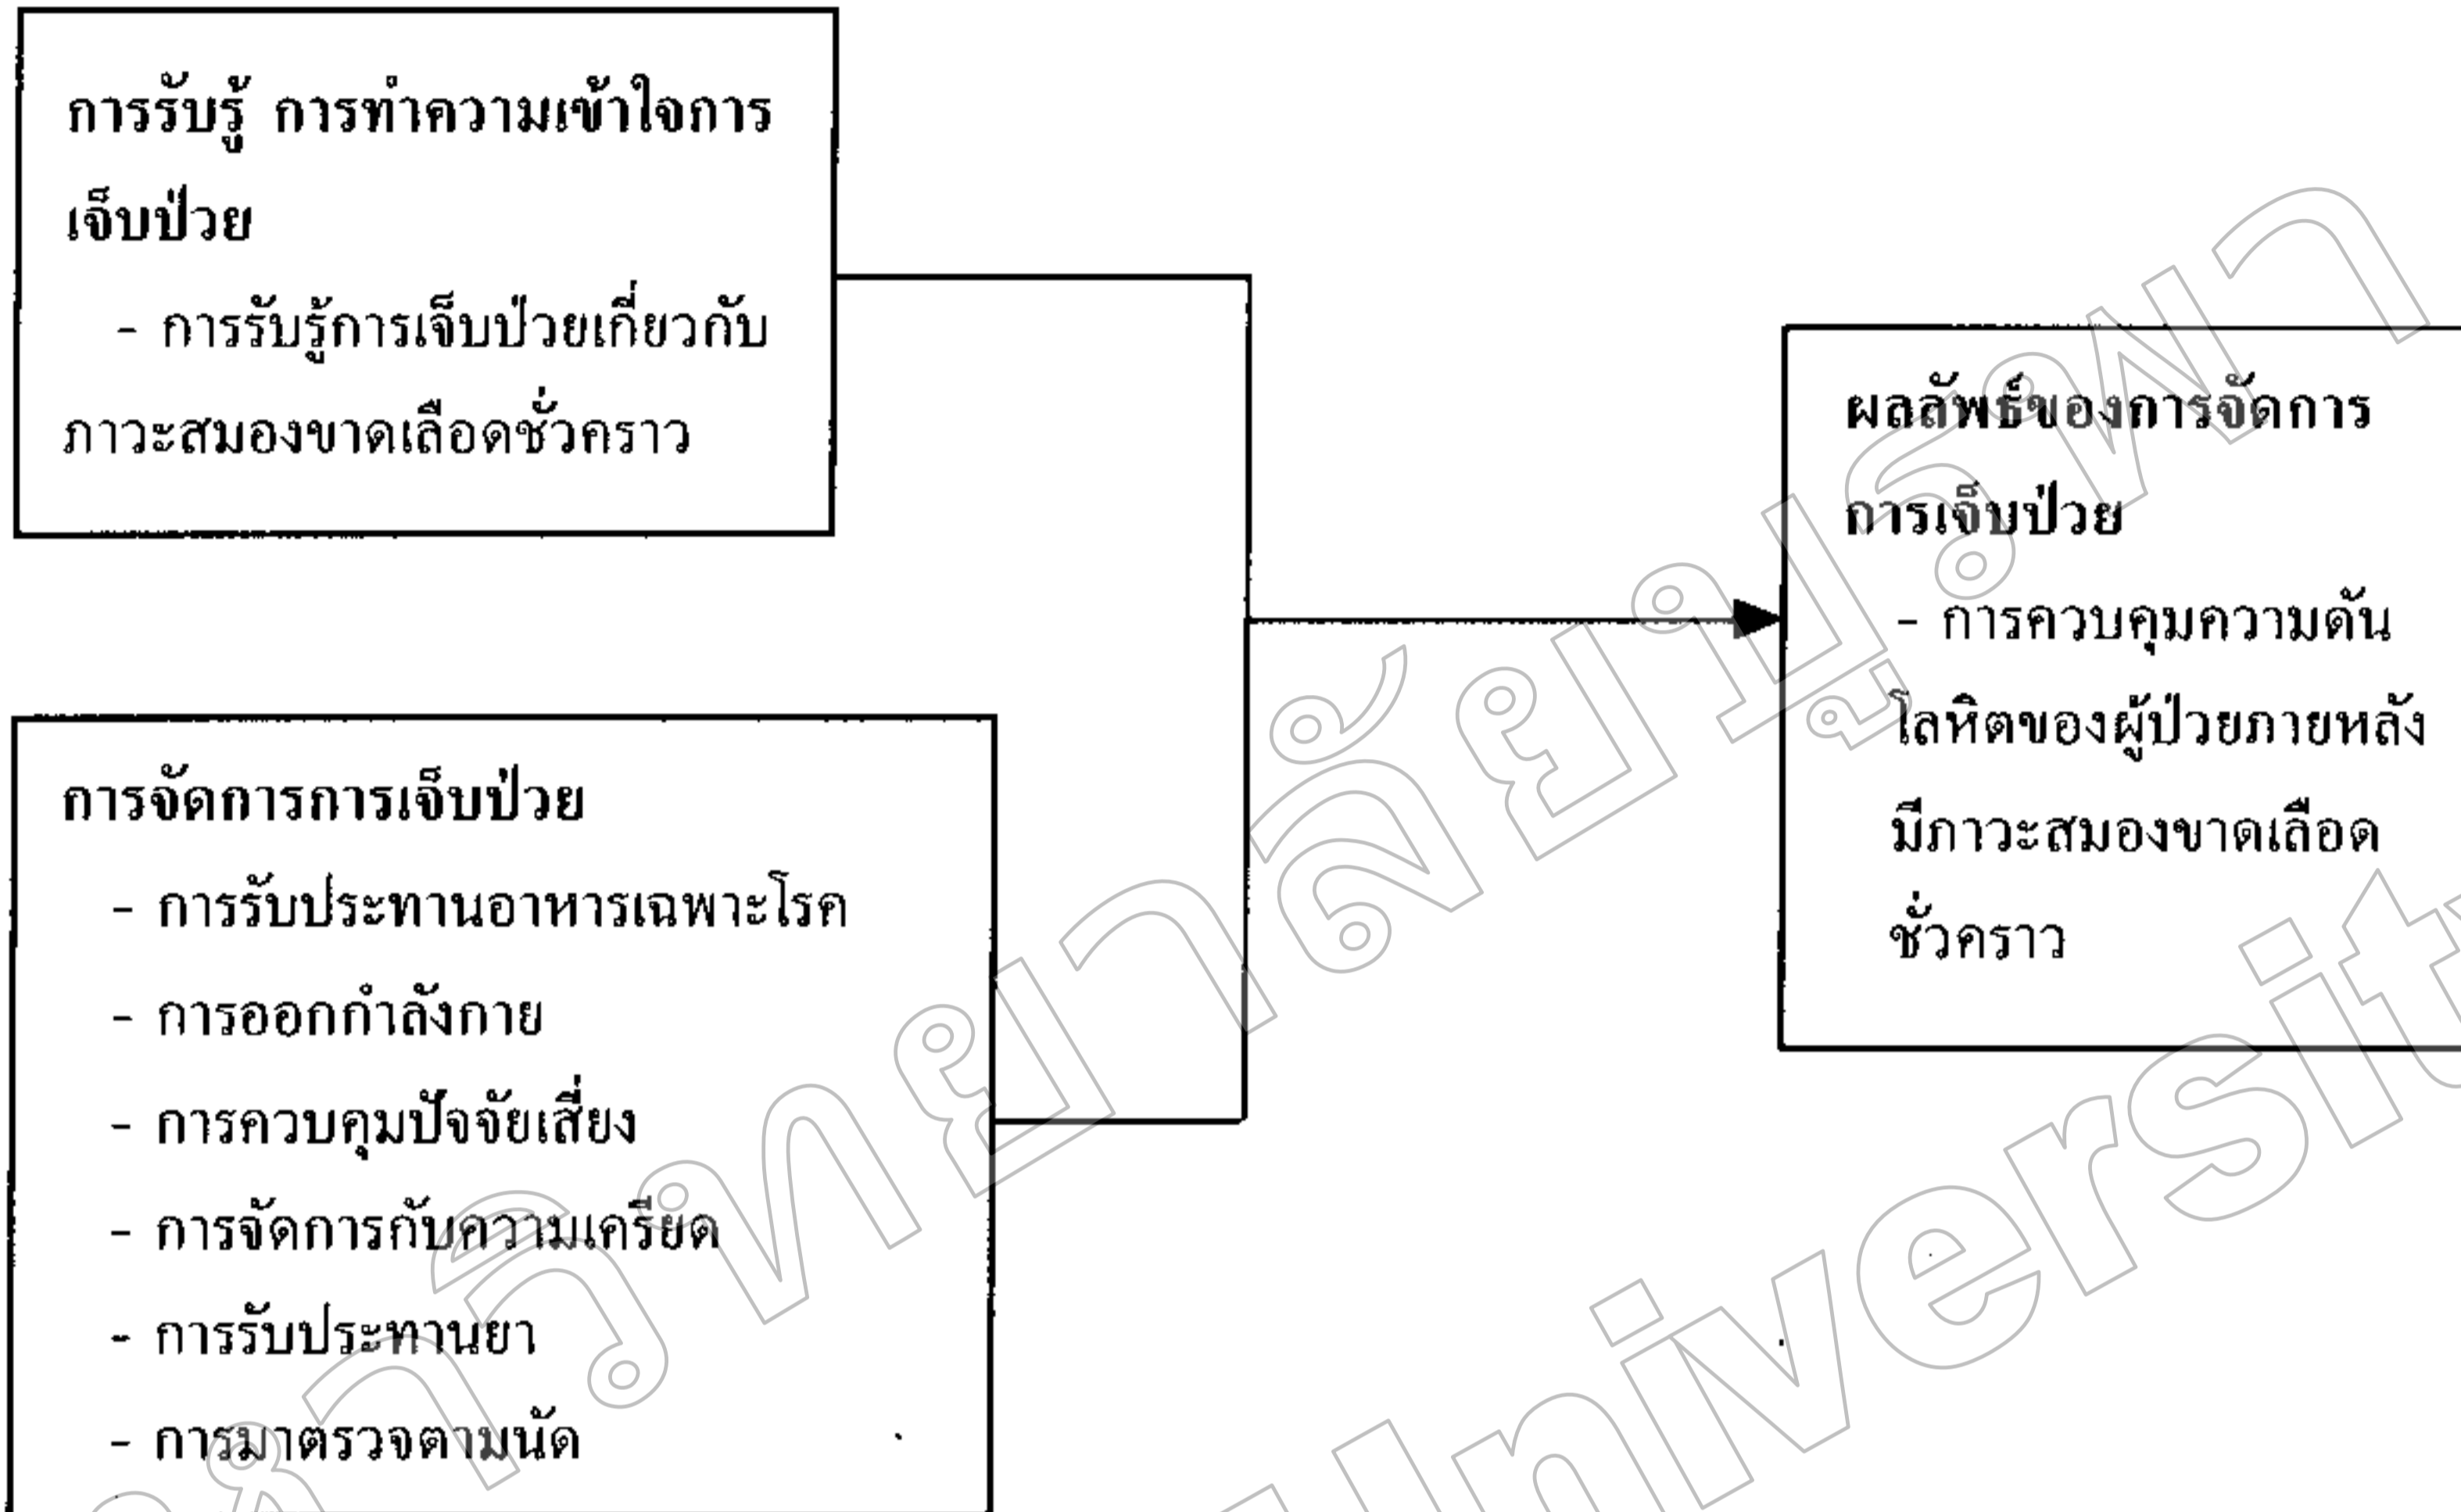 การรับรู้ การทำความเข้าใจการ
เจ็บป่วย
- การรับรู้การเจ็บป่วยเกี่ยวกับ
ภาวะสมองขาดเลือดชั่วคราว
การจัดการการเจ็บป่วย
- การรับประทานอาหารเฉพาะโรค
- การออกกำลังกาย
- การควบคุมปัจจัยเสี่ยง
- การจัดการกับความเครียด
- การรับประทานยา
- การมาตรวจตามนัด
ผลลัพธ์ของการจัดการ
การเจ็บป่วย
- การควบคุมความดัน
โลหิตของผู้ป่วยภายหลัง
มีภาวะสมองขาดเลือด
ชั่วคราว